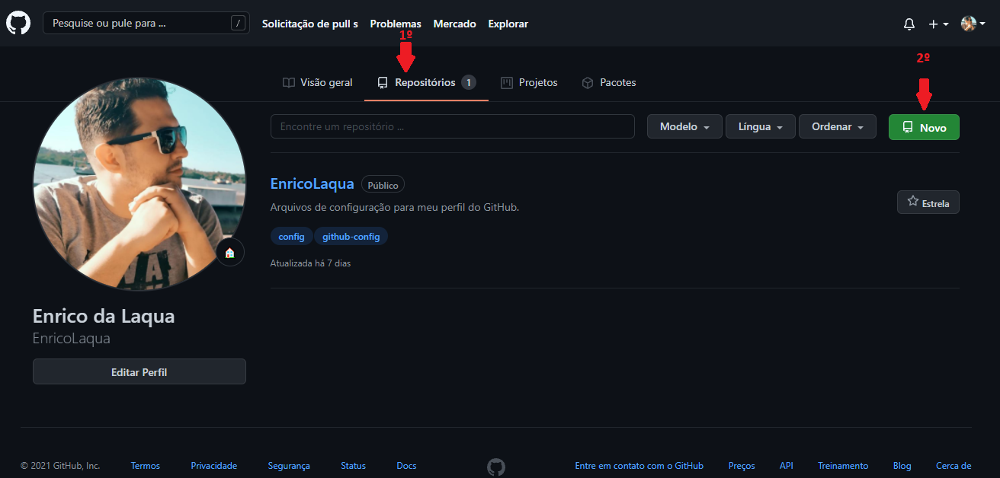 Pesquise ou pule para ... /
Solicitação de pull s Problemas Mercado Explorar
1º
2º
Visão geral Repositórios 1 Projetos Pacotes
Encontre um repositório ... Modelo Língua Ordenar Novo
EnricoLaqua Público
Arquivos de configuração para meu perfil do GitHub.
Estrela
config github-config
Atualizada há 7 dias
Enrico da Laqua
EnricoLaqua
Editar Perfil
© 2021 GitHub, Inc. Termos Privacidade Segurança Status Docs Entre em contato com o GitHub Preços API Treinamento Blog Cerca de